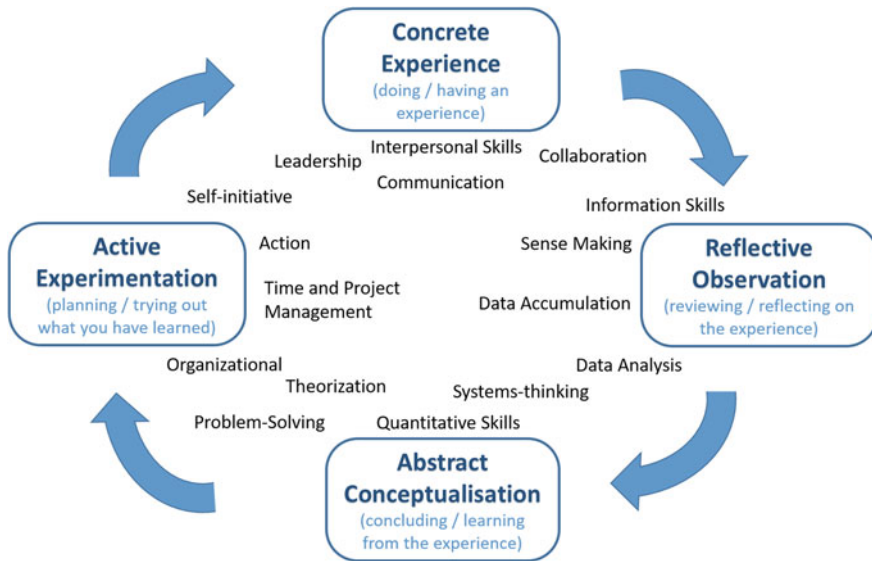 Concrete
Experience
(doing / having an
experience)
Interpersonal Skills
Leadership
Collaboration
Communication
Self-initiative
Information Skills
Active
Experimentation
(planning / trying out
what you have learned)
Action
Sense Making
Reflective
Observation
(reviewing / reflecting on
the experience)
Time and Project
Management
Data Accumulation
Organizational
Data Analysis
Theorization
Systems-thinking
Problem-Solving
Quantitative Skills
Abstract
Conceptualisation
(concluding / learning
from the experience)